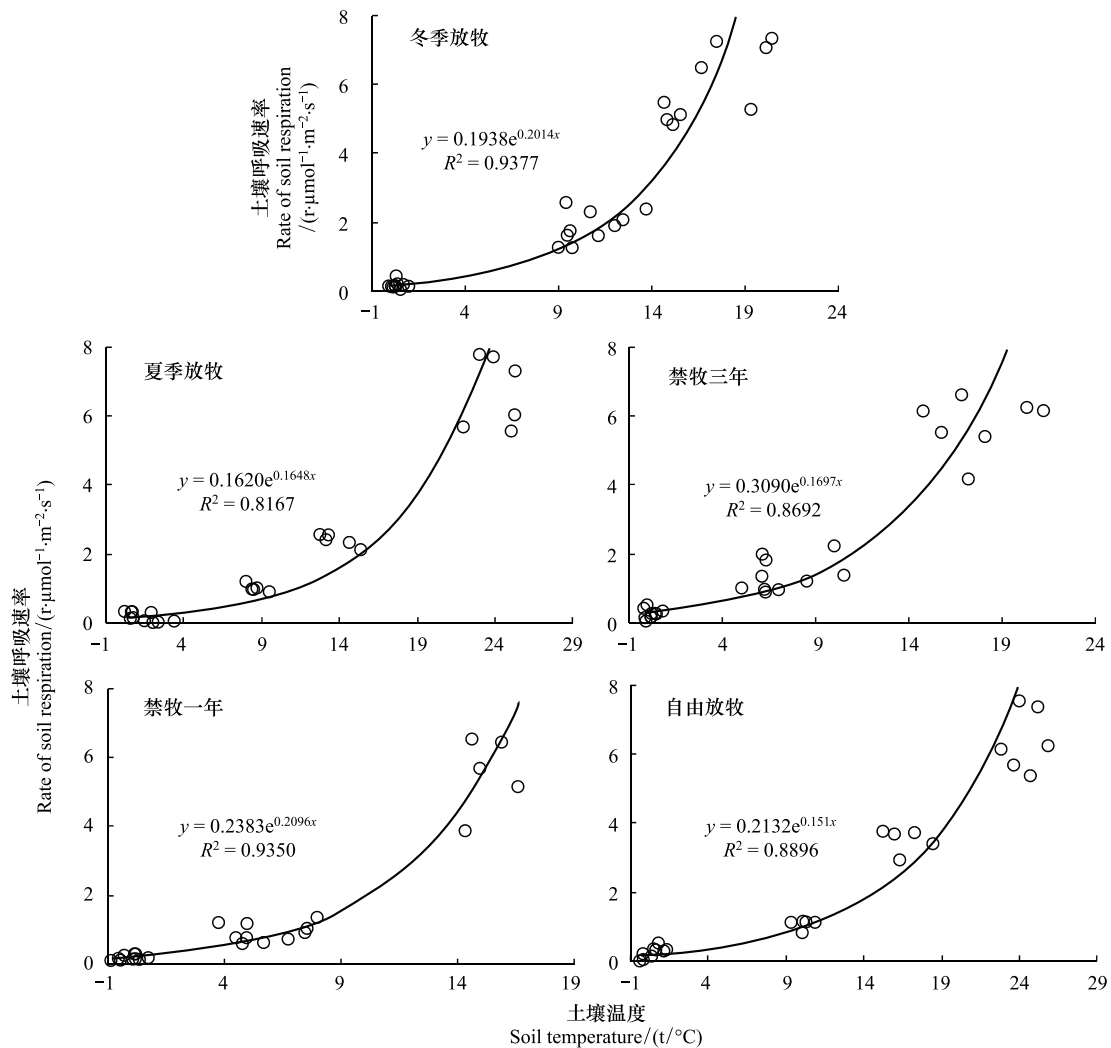 冬季放牧
土壤呼吸速率
Rate of soil respiration
/(r·μmol⁻¹·m⁻²·s⁻¹)
8
6
4
2
0
y = 0.1938e^0.2014x
R² = 0.9377
−1 4 9 14 19 24
夏季放牧
8
6
4
2
0
y = 0.1620e^0.1648x
R² = 0.8167
−1 4 9 14 19 24 29
禁牧三年
8
6
4
2
0
y = 0.3090e^0.1697x
R² = 0.8692
−1 4 9 14 19 24
土壤呼吸速率
Rate of soil respiration/(r·μmol⁻¹·m⁻²·s⁻¹)
禁牧一年
8
6
4
2
0
y = 0.2383e^0.2096x
R² = 0.9350
−1 4 9 14 19
自由放牧
8
6
4
2
0
y = 0.2132e^0.151x
R² = 0.8896
−1 4 9 14 19 24 29
土壤温度
Soil temperature/(t/°C)